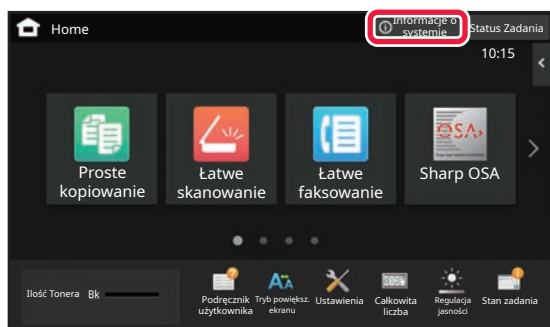 Home
Informacje o
systemie
Status Zadania
10:15
Proste
kopiowanie
Łatwe
skanowanie
Łatwe
faksowanie
OSA
Sharp OSA
Ilość Tonera Bk
Podręcznik
użytkownika
Tryb powiększ.
ekranu
Ustawienia
Całkowita
liczba
Regulacja
jasności
Stan zadania